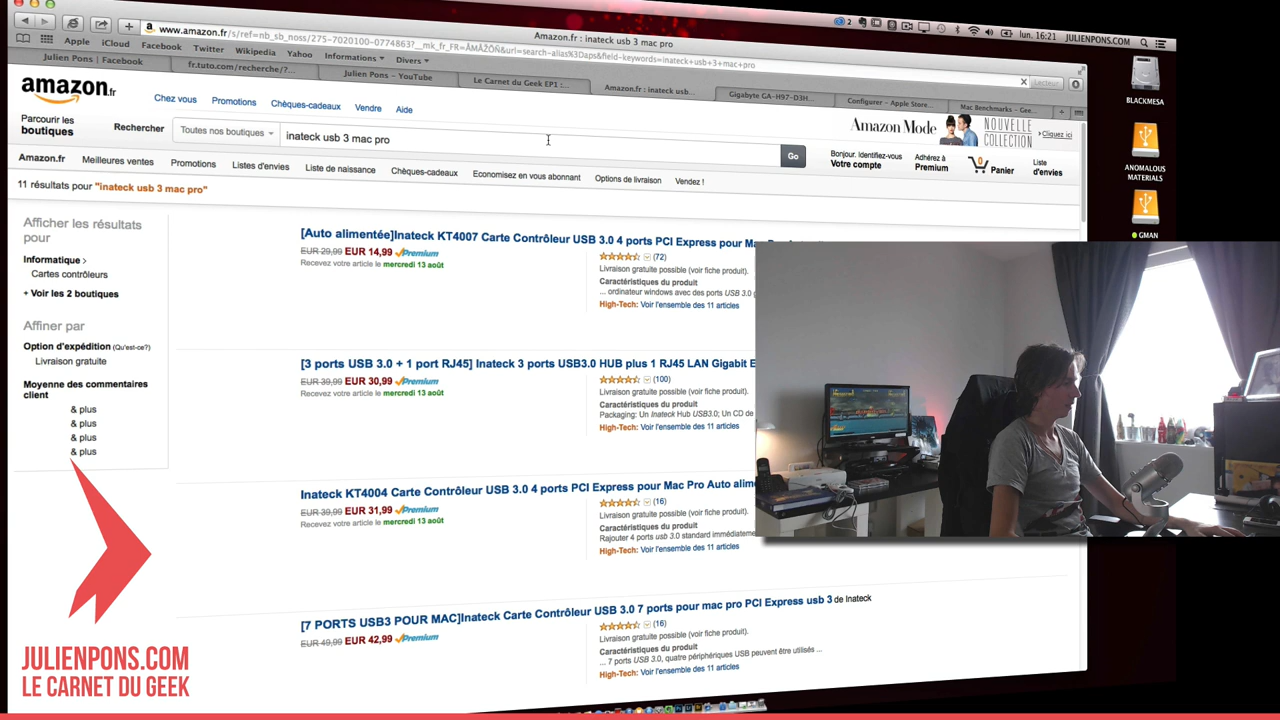 2
lun. 16:21
JULIENPONS.COM
Amazon.fr : inateck usb 3 mac pro
www.amazon.fr/s/ref=nb_sb_noss/275-7020100-0774863?__mk_fr_FR=ÅMÅŽÕÑ&url=search-alias%3Daps&field-keywords=inateck+usb+3+mac+pro
Lecteur
Apple
iCloud
Facebook
Twitter
Wikipedia
Yahoo
Informations
Divers
Julien Pons | Facebook
fr.tuto.com/recherche/?...
Julien Pons – YouTube
Le Carnet du Geek EP1 :...
Amazon.fr : inateck usb...
Gigabyte GA-H97-D3H...
Configurer – Apple Store...
Mac Benchmarks – Gee...
amazon.fr
Chez vous
Promotions
Chèques-cadeaux
Vendre
Aide
Amazon Mode
NOUVELLE
COLLECTION
Cliquez ici
Parcourir les
boutiques
Rechercher
Toutes nos boutiques
inateck usb 3 mac pro
Go
Bonjour. Identifiez-vous
Votre compte
Adhérez à
Premium
0
Panier
Liste
d'envies
Amazon.fr
Meilleures ventes
Promotions
Listes d'envies
Liste de naissance
Chèques-cadeaux
Economisez en vous abonnant
Options de livraison
Vendez !
11 résultats pour "inateck usb 3 mac pro"
Afficher les résultats
pour
Informatique ›
Cartes contrôleurs
+ Voir les 2 boutiques
Affiner par
Option d'expédition (Qu'est-ce?)
Livraison gratuite
Moyenne des commentaires
client
& plus
& plus
& plus
& plus
[Auto alimentée]Inateck KT4007 Carte Contrôleur USB 3.0 4 ports PCI Express pour
EUR 29,99 EUR 14,99 Premium
Recevez votre article le mercredi 13 août
(72)
Livraison gratuite possible (voir fiche produit).
Caractéristiques du produit
... ordinateur windows avec des ports USB 3.0
High-Tech: Voir l'ensemble des 11 articles
[3 ports USB 3.0 + 1 port RJ45] Inateck 3 ports USB3.0 HUB plus 1 RJ45 LAN Gigabit E
EUR 39,99 EUR 30,99 Premium
Recevez votre article le mercredi 13 août
(100)
Livraison gratuite possible (voir fiche produit).
Caractéristiques du produit
Packaging: Un Inateck Hub USB3.0; Un CD de
High-Tech: Voir l'ensemble des 11 articles
Inateck KT4004 Carte Contrôleur USB 3.0 4 ports PCI Express pour Mac Pro Auto alime
EUR 39,99 EUR 31,99 Premium
Recevez votre article le mercredi 13 août
(16)
Livraison gratuite possible (voir fiche produit).
Caractéristiques du produit
Rajouter 4 ports usb 3.0 standard immédiateme
High-Tech: Voir l'ensemble des 11 articles
[7 PORTS USB3 POUR MAC]Inateck Carte Contrôleur USB 3.0 7 ports pour mac pro PCI Express usb 3 de Inateck
EUR 49,99 EUR 42,99 Premium
(16)
Livraison gratuite possible (voir fiche produit).
Caractéristiques du produit
... 7 ports USB 3.0, quatre périphériques USB peuvent être utilisés ...
High-Tech: Voir l'ensemble des 11 articles
BLACKMESA
ANOMALOUS
MATERIALS
GMAN
JULIENPONS.COM
LE CARNET DU GEEK